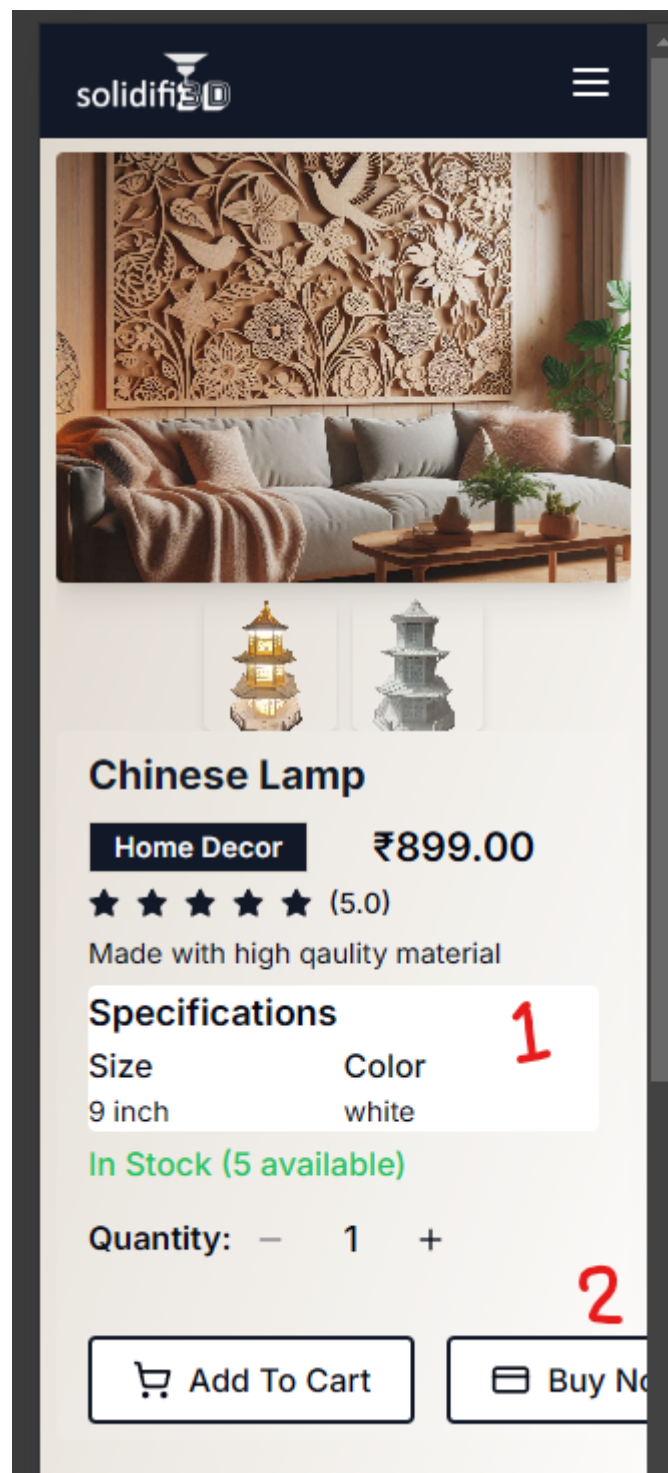 solidifi3D
Chinese Lamp
Home Decor ₹899.00
(5.0)
Made with high qaulity material
Specifications
1
Size Color
9 inch white
In Stock (5 available)
Quantity: − 1 +
2
Add To Cart Buy No